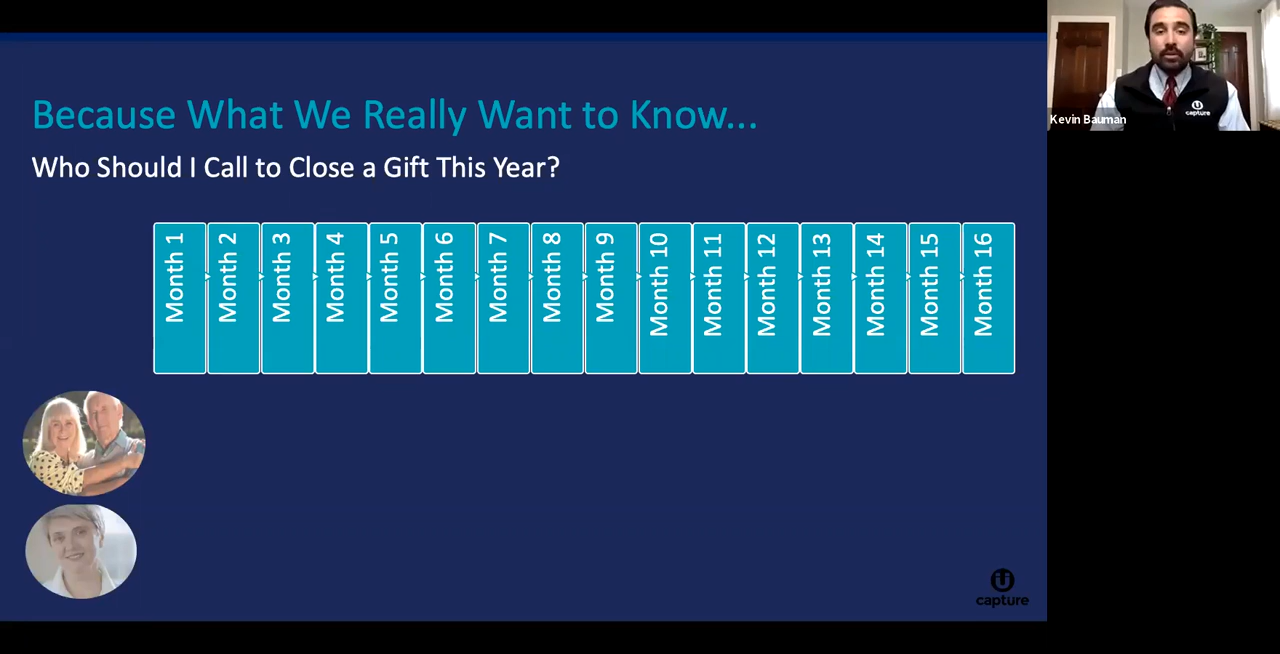 Because What We Really Want to Know...
Who Should I Call to Close a Gift This Year?
Month 1
Month 2
Month 3
Month 4
Month 5
Month 6
Month 7
Month 8
Month 9
Month 10
Month 11
Month 12
Month 13
Month 14
Month 15
Month 16
capture
capture
Kevin Bauman